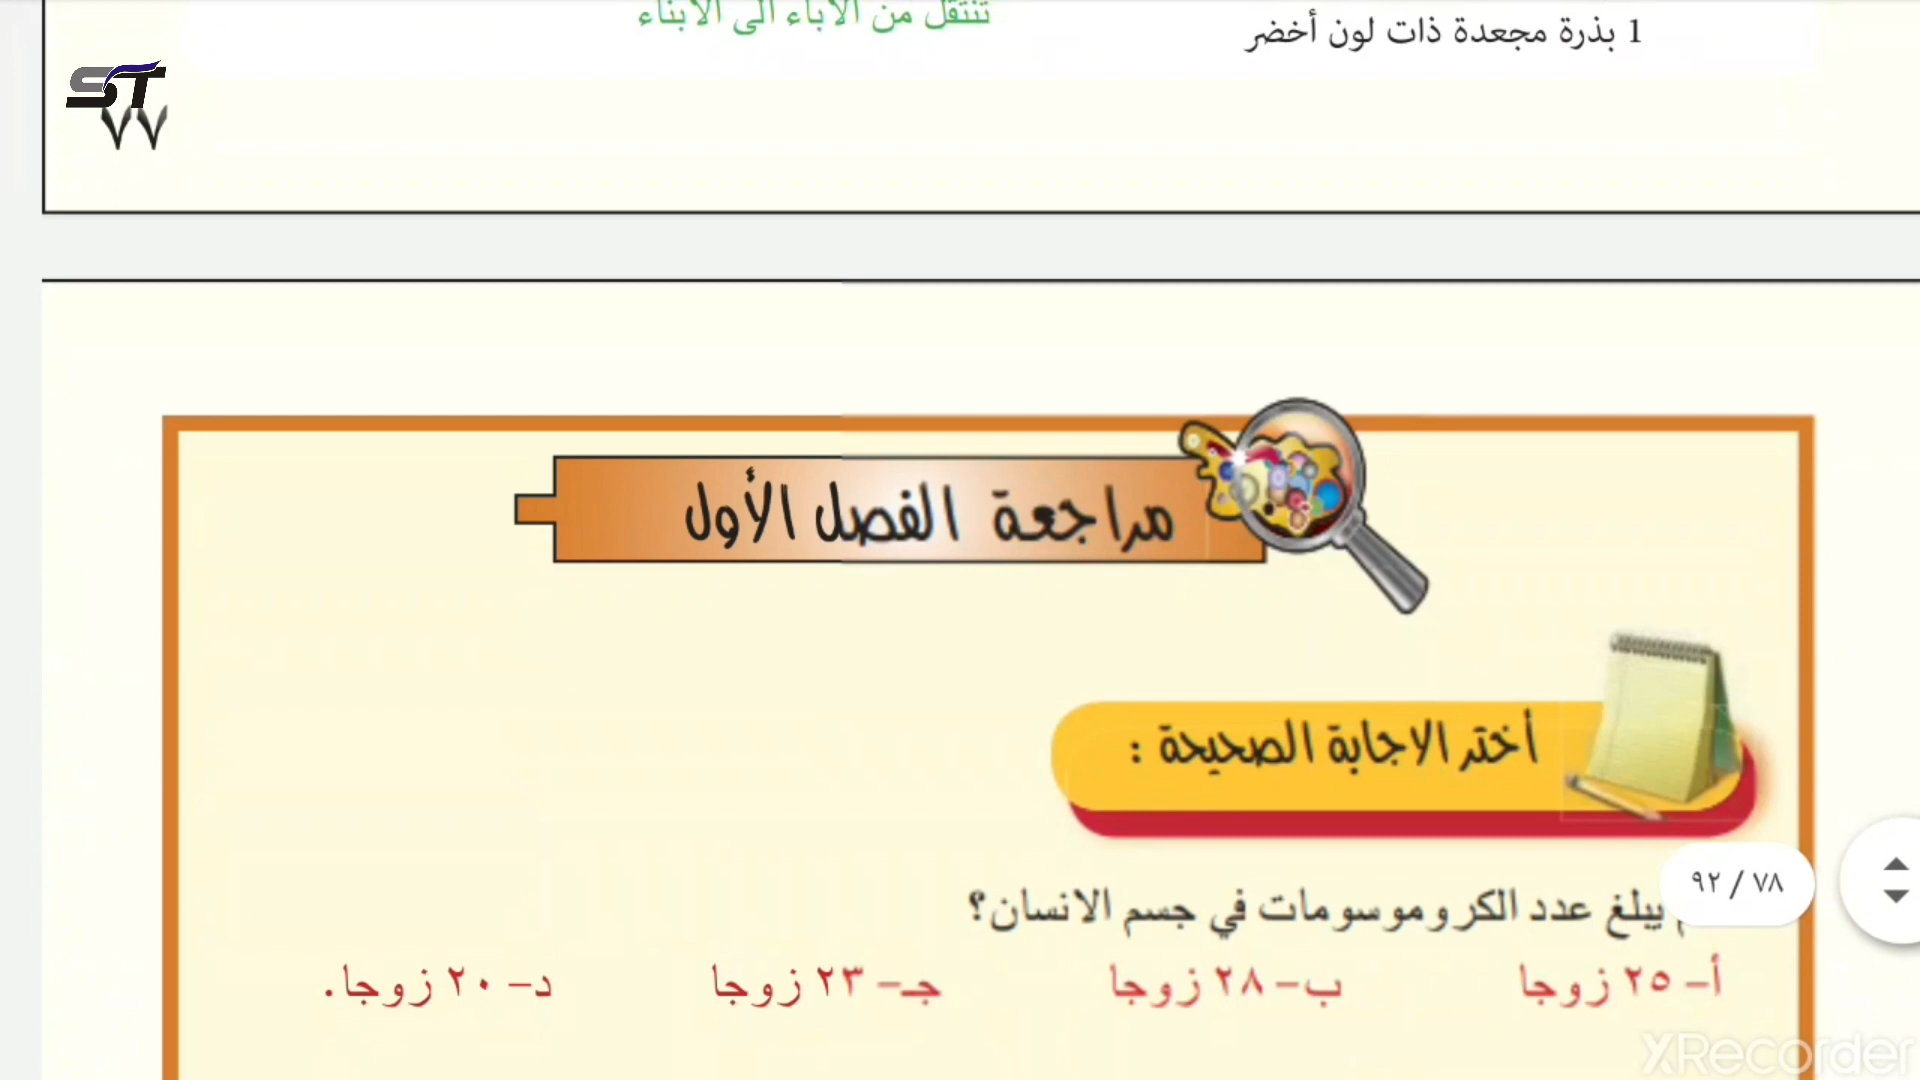 تنتقل من الآباء الى الأبناء
1 بذرة مجعدة ذات لون أخضر
ST
٧٧
مراجعة الفصل الأول
أختر الاجابة الصحيحة :
٩٢ / ٧٨
يبلغ عدد الكروموسومات في جسم الانسان؟
أ- ٢٥ زوجا ب- ٢٨ زوجا جـ- ٢٣ زوجا د- ٢٠ زوجا.
XRecorder